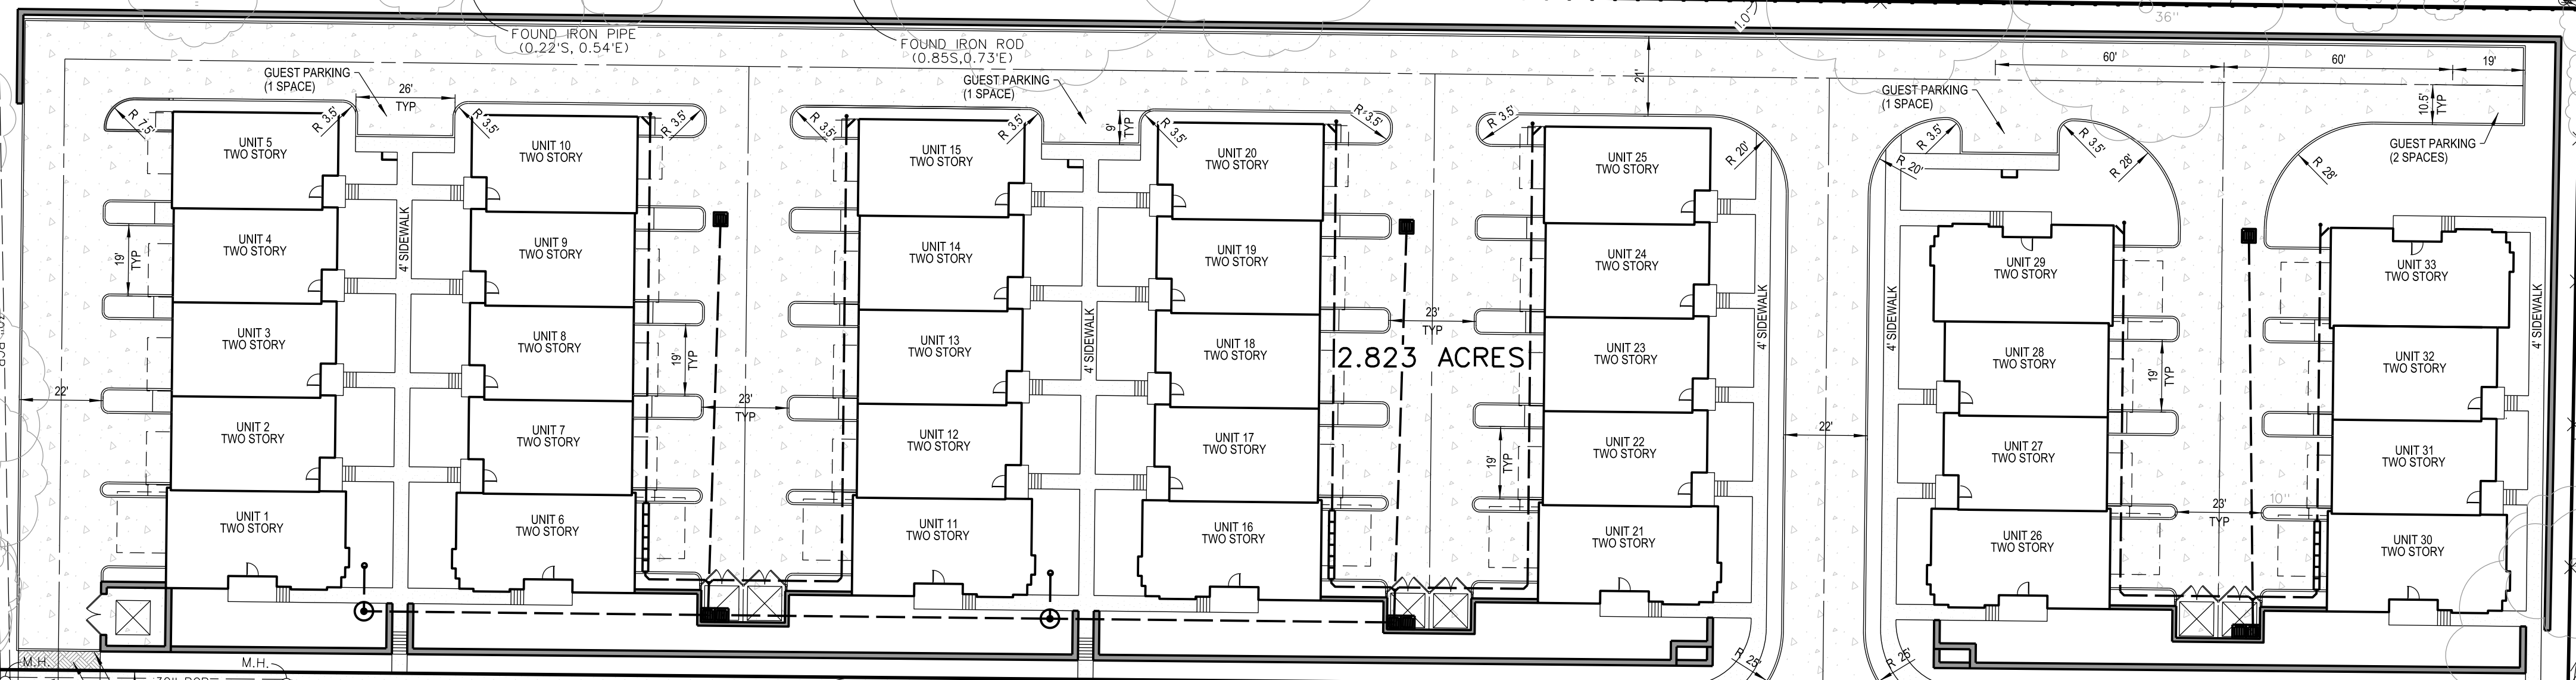 FOUND IRON PIPE
(0.22'S, 0.54'E)
FOUND IRON ROD
(0.85S,0.73'E)
1.0'
36"
GUEST PARKING
(1 SPACE)
26'
TYP
GUEST PARKING
(1 SPACE)
9'
TYP
21'
GUEST PARKING
(1 SPACE)
60'
60'
19'
10.5'
TYP
GUEST PARKING
(2 SPACES)
R 7.5'
R 3.5'
R 3.5'
R 3.5'
R 3.5'
R 3.5'
R 3.5'
R 3.5'
R 3.5'
R 20'
R 20'
R 3.5'
R 3.5'
R 28'
R 28'
UNIT 5
TWO STORY
UNIT 10
TWO STORY
UNIT 15
TWO STORY
UNIT 20
TWO STORY
UNIT 25
TWO STORY
UNIT 4
TWO STORY
UNIT 9
TWO STORY
UNIT 14
TWO STORY
UNIT 19
TWO STORY
UNIT 24
TWO STORY
UNIT 29
TWO STORY
UNIT 33
TWO STORY
4' SIDEWALK
4' SIDEWALK
4' SIDEWALK
4' SIDEWALK
4' SIDEWALK
19'
TYP
UNIT 3
TWO STORY
UNIT 8
TWO STORY
UNIT 13
TWO STORY
UNIT 18
TWO STORY
UNIT 23
TWO STORY
UNIT 28
TWO STORY
UNIT 32
TWO STORY
19'
TYP
23'
TYP
2.823 ACRES
19'
TYP
22'
23'
TYP
22'
UNIT 2
TWO STORY
UNIT 7
TWO STORY
UNIT 12
TWO STORY
UNIT 17
TWO STORY
UNIT 22
TWO STORY
UNIT 27
TWO STORY
UNIT 31
TWO STORY
19'
TYP
10"
23'
TYP
UNIT 1
TWO STORY
UNIT 6
TWO STORY
UNIT 11
TWO STORY
UNIT 16
TWO STORY
UNIT 21
TWO STORY
UNIT 26
TWO STORY
UNIT 30
TWO STORY
M.H.
M.H.
R 25'
R 25'